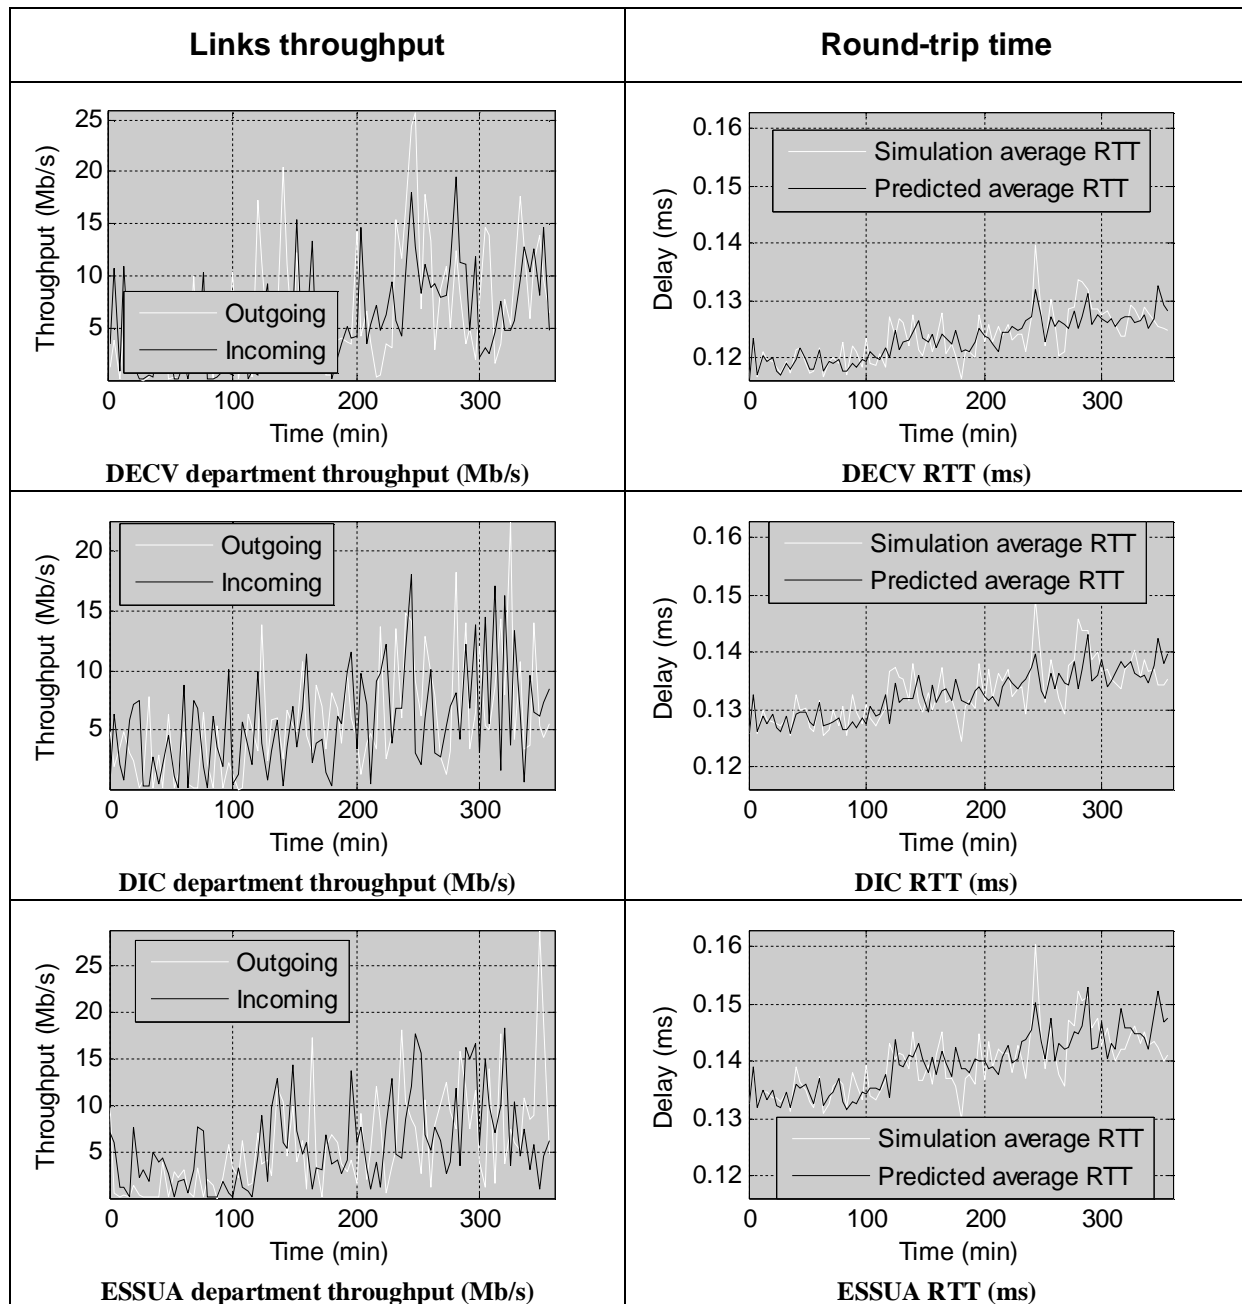 Links throughput
Round-trip time
25
20
15
10
5
Throughput (Mb/s)
Outgoing
Incoming
0
100
200
300
Time (min)
DECV department throughput (Mb/s)
0.16
0.15
0.14
0.13
0.12
Delay (ms)
Simulation average RTT
Predicted average RTT
0
100
200
300
Time (min)
DECV RTT (ms)
20
15
10
5
Throughput (Mb/s)
Outgoing
Incoming
0
100
200
300
Time (min)
DIC department throughput (Mb/s)
0.16
0.15
0.14
0.13
0.12
Delay (ms)
Simulation average RTT
Predicted average RTT
0
100
200
300
Time (min)
DIC RTT (ms)
25
20
15
10
5
Throughput (Mb/s)
Outgoing
Incoming
0
100
200
300
Time (min)
ESSUA department throughput (Mb/s)
0.16
0.15
0.14
0.13
0.12
Delay (ms)
Simulation average RTT
Predicted average RTT
0
100
200
300
Time (min)
ESSUA RTT (ms)